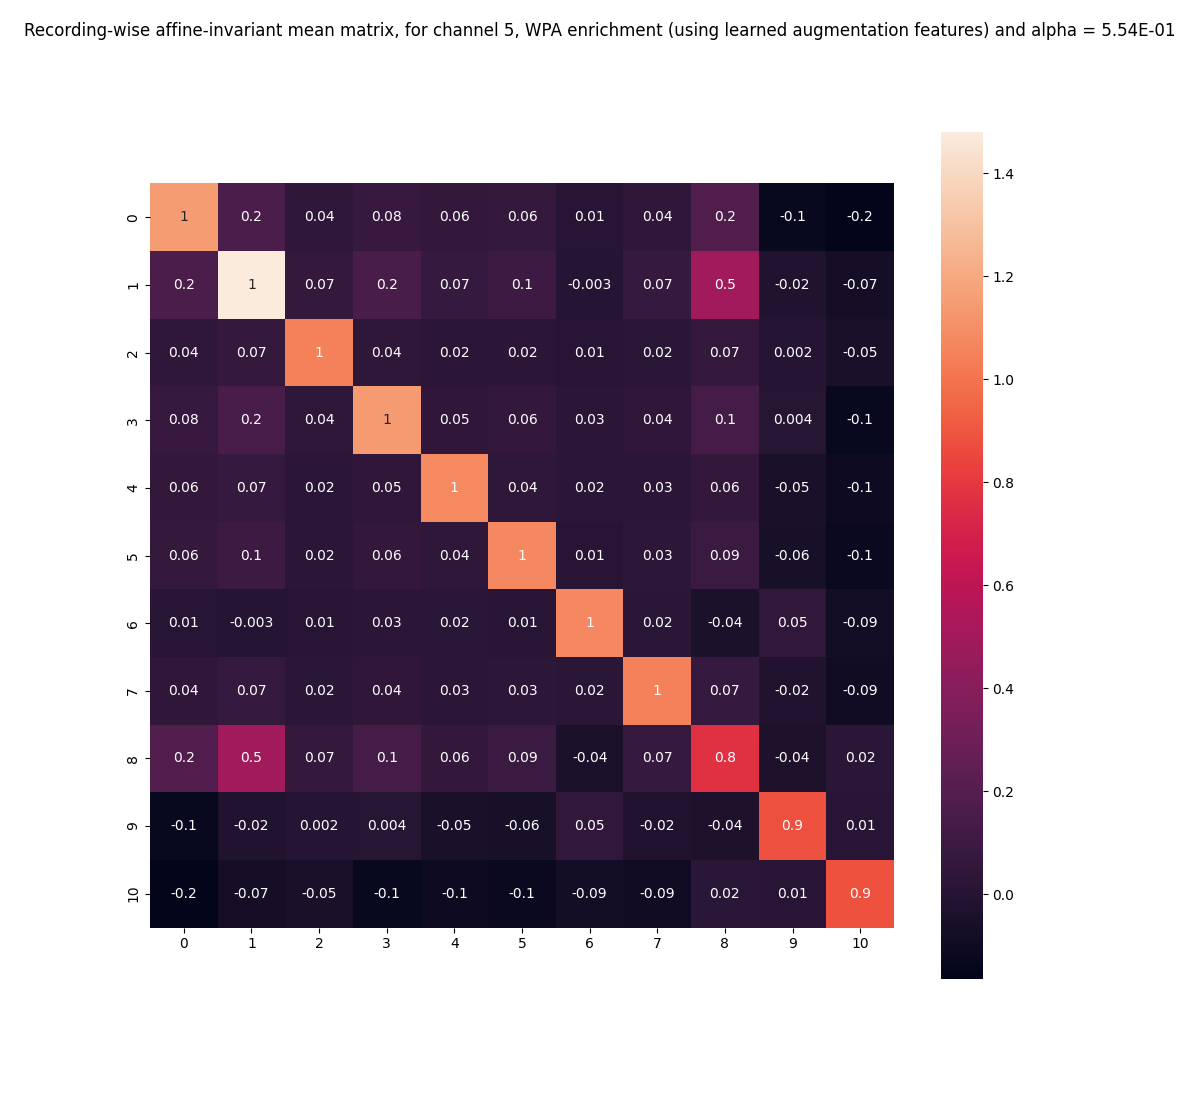 Recording-wise affine-invariant mean matrix, for channel 5, WPA enrichment (using learned augmentation features) and alpha = 5.54E-01
0 1 0.2 0.04 0.08 0.06 0.06 0.01 0.04 0.2 -0.1 -0.2
1 0.2 1 0.07 0.2 0.07 0.1 -0.003 0.07 0.5 -0.02 -0.07
2 0.04 0.07 1 0.04 0.02 0.02 0.01 0.02 0.07 0.002 -0.05
3 0.08 0.2 0.04 1 0.05 0.06 0.03 0.04 0.1 0.004 -0.1
4 0.06 0.07 0.02 0.05 1 0.04 0.02 0.03 0.06 -0.05 -0.1
5 0.06 0.1 0.02 0.06 0.04 1 0.01 0.03 0.09 -0.06 -0.1
6 0.01 -0.003 0.01 0.03 0.02 0.01 1 0.02 -0.04 0.05 -0.09
7 0.04 0.07 0.02 0.04 0.03 0.03 0.02 1 0.07 -0.02 -0.09
8 0.2 0.5 0.07 0.1 0.06 0.09 -0.04 0.07 0.8 -0.04 0.02
9 -0.1 -0.02 0.002 0.004 -0.05 -0.06 0.05 -0.02 -0.04 0.9 0.01
10 -0.2 -0.07 -0.05 -0.1 -0.1 -0.1 -0.09 -0.09 0.02 0.01 0.9
0 1 2 3 4 5 6 7 8 9 10
1.4
1.2
1.0
0.8
0.6
0.4
0.2
0.0